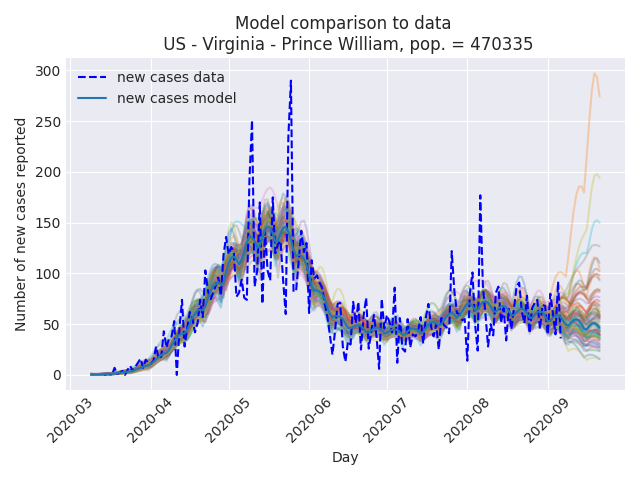 Model comparison to data
US - Virginia - Prince William, pop. = 470335
new cases data
new cases model
Number of new cases reported
300
250
200
150
100
50
0
2020-03
2020-04
2020-05
2020-06
2020-07
2020-08
2020-09
Day